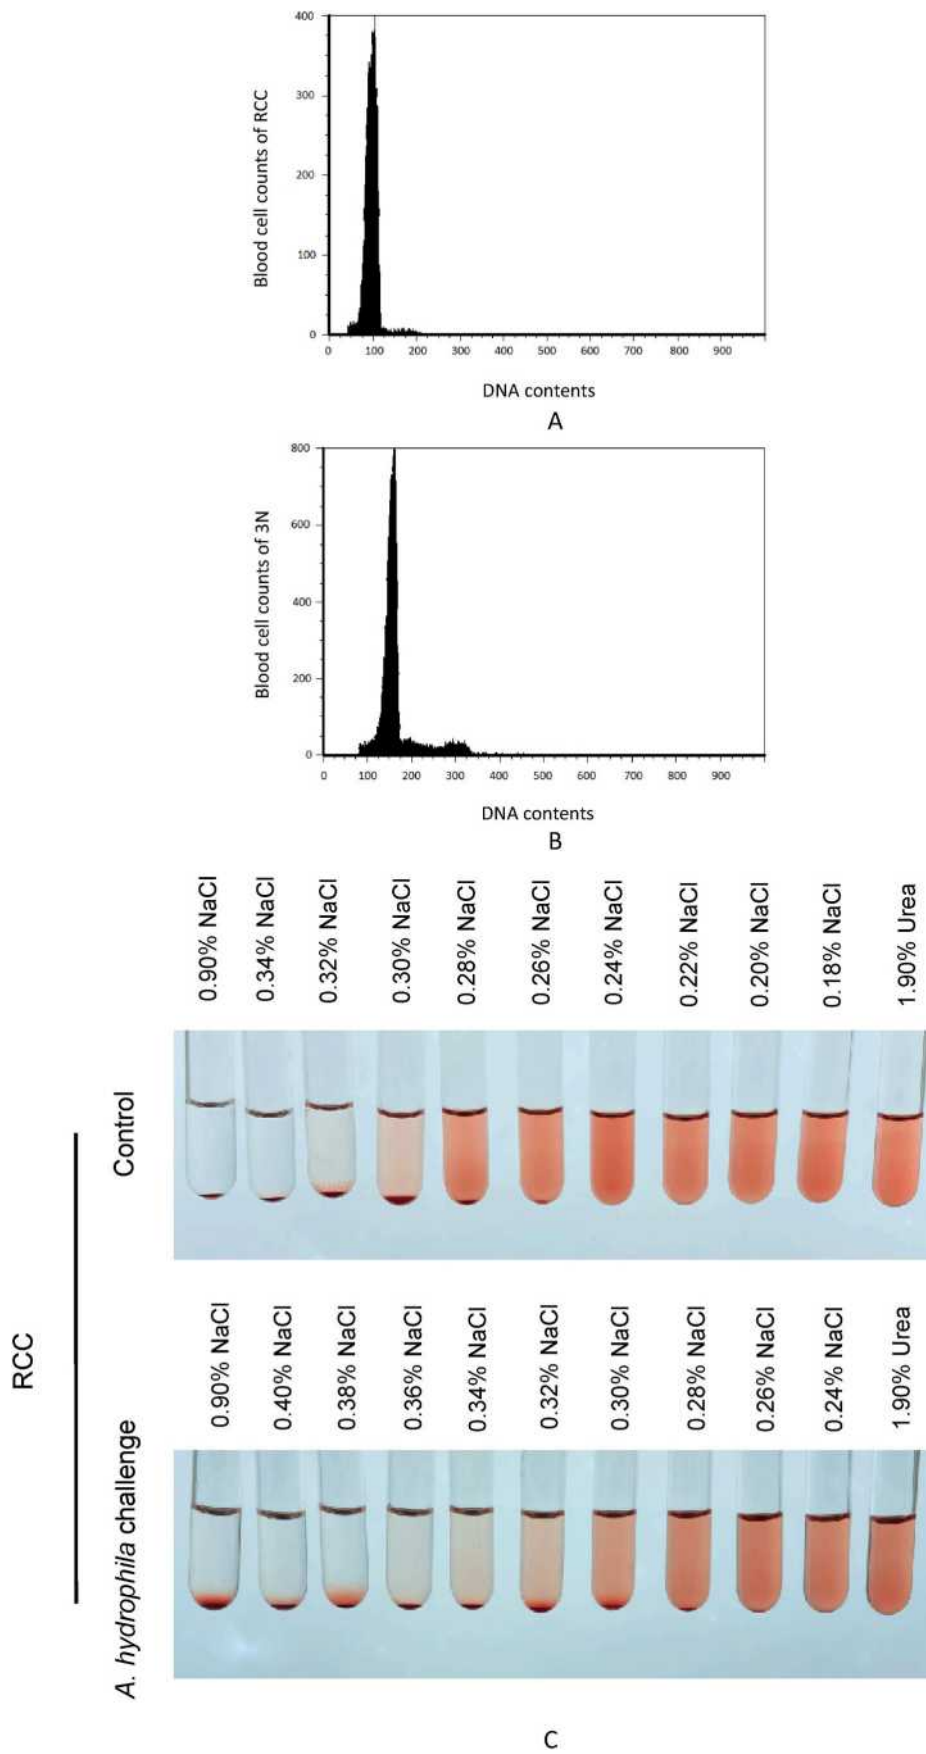 400
300
200
100
0
Blood cell counts of RCC
0 100 200 300 400 500 600 700 800 900
DNA contents
A
800
600
400
200
0
Blood cell counts of 3N
0 100 200 300 400 500 600 700 800 900
DNA contents
B
RCC
Control
0.90% NaCl
0.34% NaCl
0.32% NaCl
0.30% NaCl
0.28% NaCl
0.26% NaCl
0.24% NaCl
0.22% NaCl
0.20% NaCl
0.18% NaCl
1.90% Urea
A. hydrophila challenge
0.90% NaCl
0.40% NaCl
0.38% NaCl
0.36% NaCl
0.34% NaCl
0.32% NaCl
0.30% NaCl
0.28% NaCl
0.26% NaCl
0.24% NaCl
1.90% Urea
C